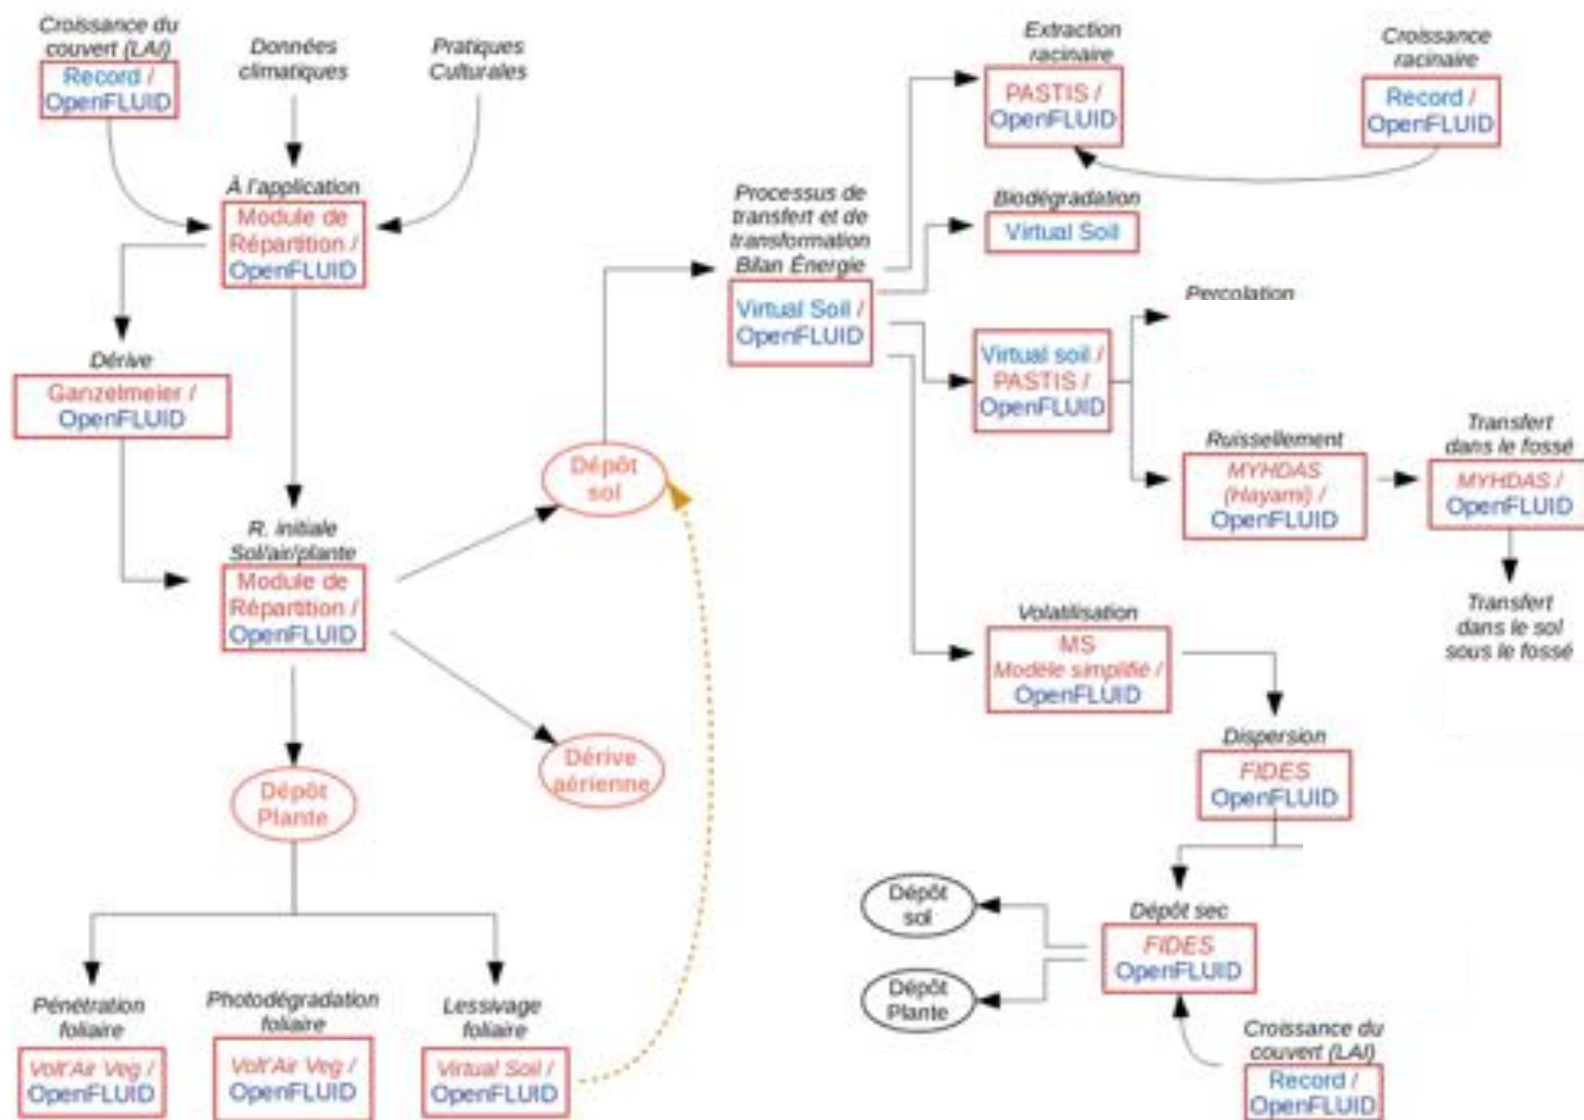 Croissance du
couvert (LAI)
Record /
OpenFLUID
Données
climatiques
Pratiques
Culturales
À l'application
Module de
Répartition /
OpenFLUID
Dérive
Ganzelmeier /
OpenFLUID
R. initiale
Sol/air/plante
Module de
Répartition /
OpenFLUID
Dépôt
sol
Dérive
aérienne
Dépôt
Plante
Pénétration
foliaire
Volt'Air Veg /
OpenFLUID
Photodégradation
foliaire
Volt'Air Veg /
OpenFLUID
Lessivage
foliaire
Virtual Soil /
OpenFLUID
Processus de
transfert et de
transformation
Bilan Énergie
Virtual Soil /
OpenFLUID
Extraction
racinaire
PASTIS /
OpenFLUID
Croissance
racinaire
Record /
OpenFLUID
Biodégradation
Virtual Soil
Percolation
Virtual soil /
PASTIS /
OpenFLUID
Ruissellement
MYHDAS
(Hayami) /
OpenFLUID
Transfert
dans le fossé
MYHDAS /
OpenFLUID
Transfert
dans le sol
sous le fossé
Volatilisation
MS
Modèle simplifié /
OpenFLUID
Dispersion
FIDES
OpenFLUID
Dépôt sec
FIDES
OpenFLUID
Dépôt
sol
Dépôt
Plante
Croissance du
couvert (LAI)
Record /
OpenFLUID